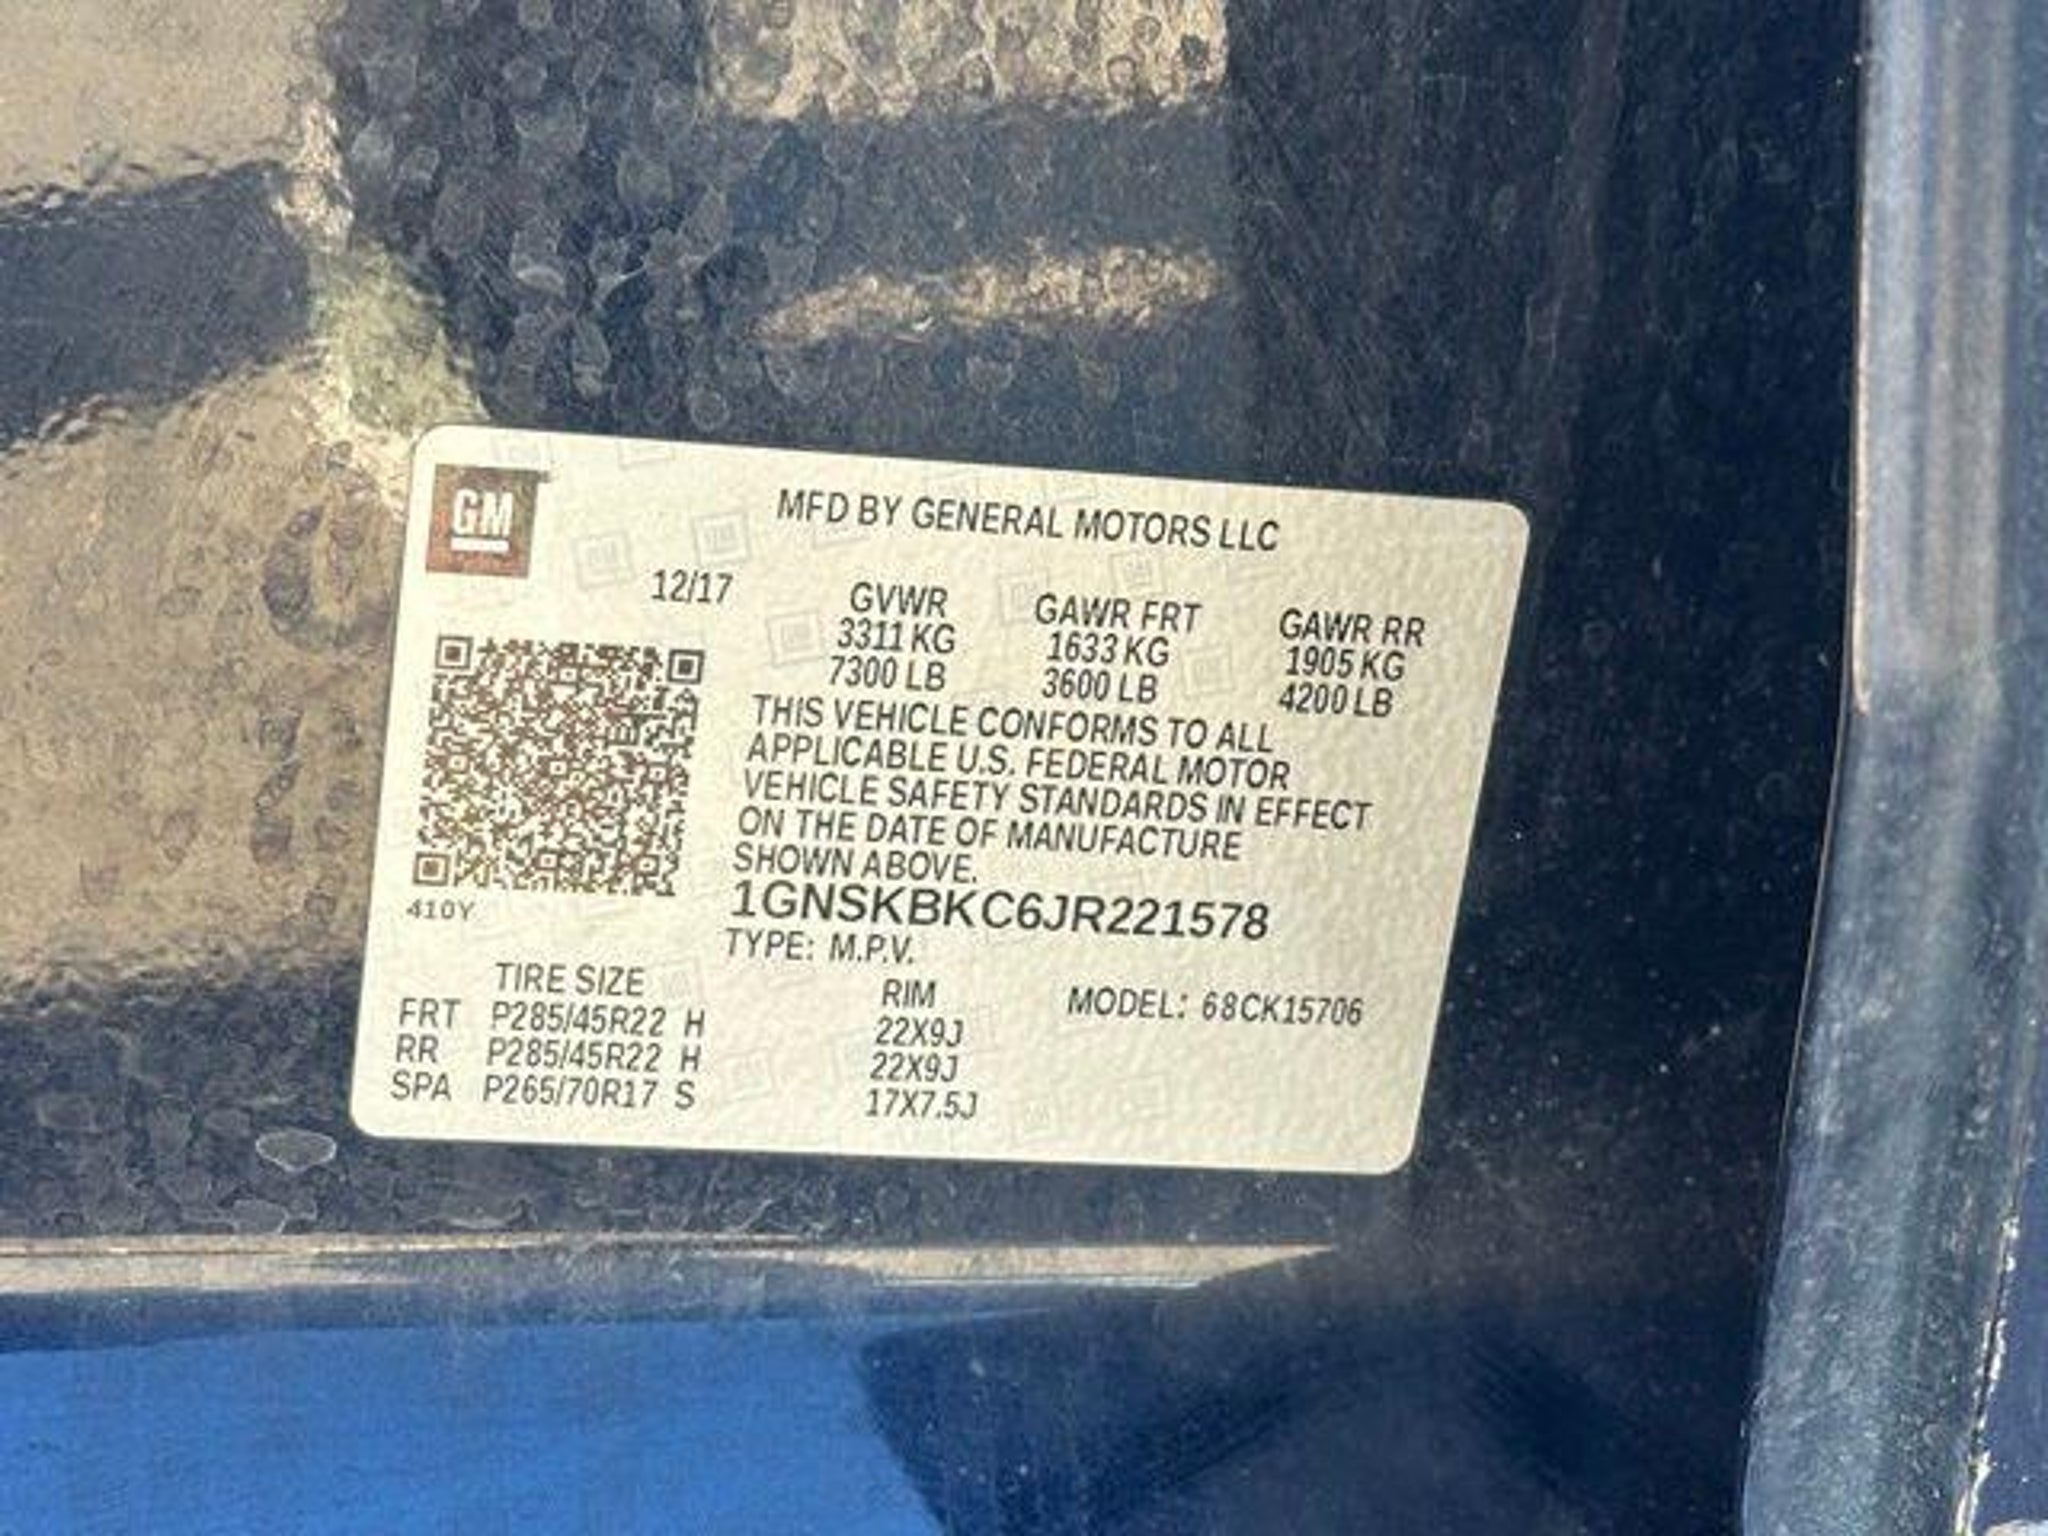 GM
MFD BY GENERAL MOTORS LLC
12/17
GVWR GAWR FRT GAWR RR
3311 KG 1633 KG 1905 KG
7300 LB 3600 LB 4200 LB
THIS VEHICLE CONFORMS TO ALL
APPLICABLE U.S. FEDERAL MOTOR
VEHICLE SAFETY STANDARDS IN EFFECT
ON THE DATE OF MANUFACTURE
SHOWN ABOVE.
1GNSKBKC6JR221578
410Y
TYPE: M.P.V.
TIRE SIZE RIM MODEL: 68CK15706
FRT P285/45R22 H 22X9J
RR P285/45R22 H 22X9J
SPA P265/70R17 S 17X7.5J